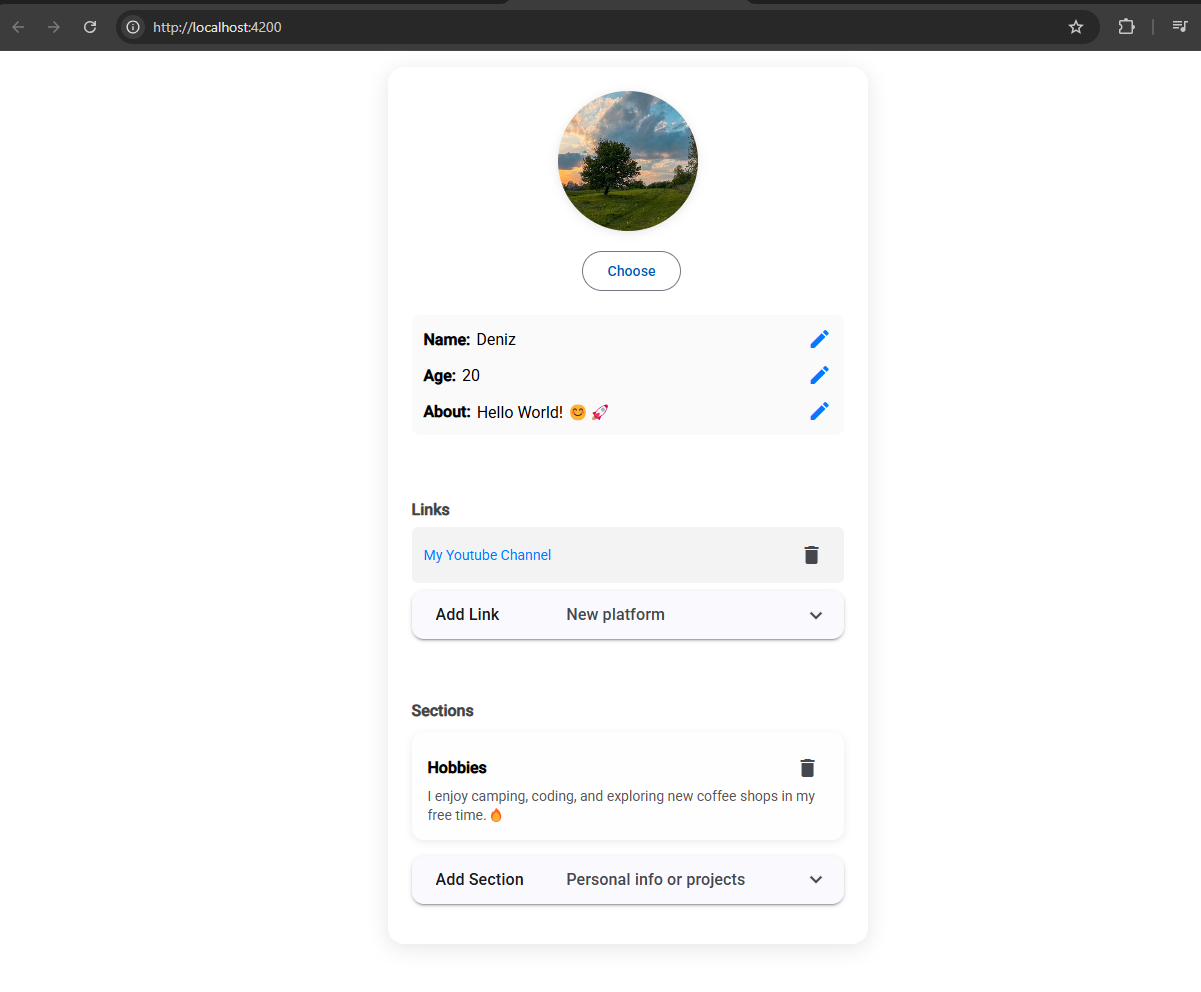 http://localhost:4200
Choose
Name: Deniz
Age: 20
About: Hello World! 😊 🚀
Links
My Youtube Channel
Add Link New platform
Sections
Hobbies
I enjoy camping, coding, and exploring new coffee shops in my
free time. 🔥
Add Section Personal info or projects